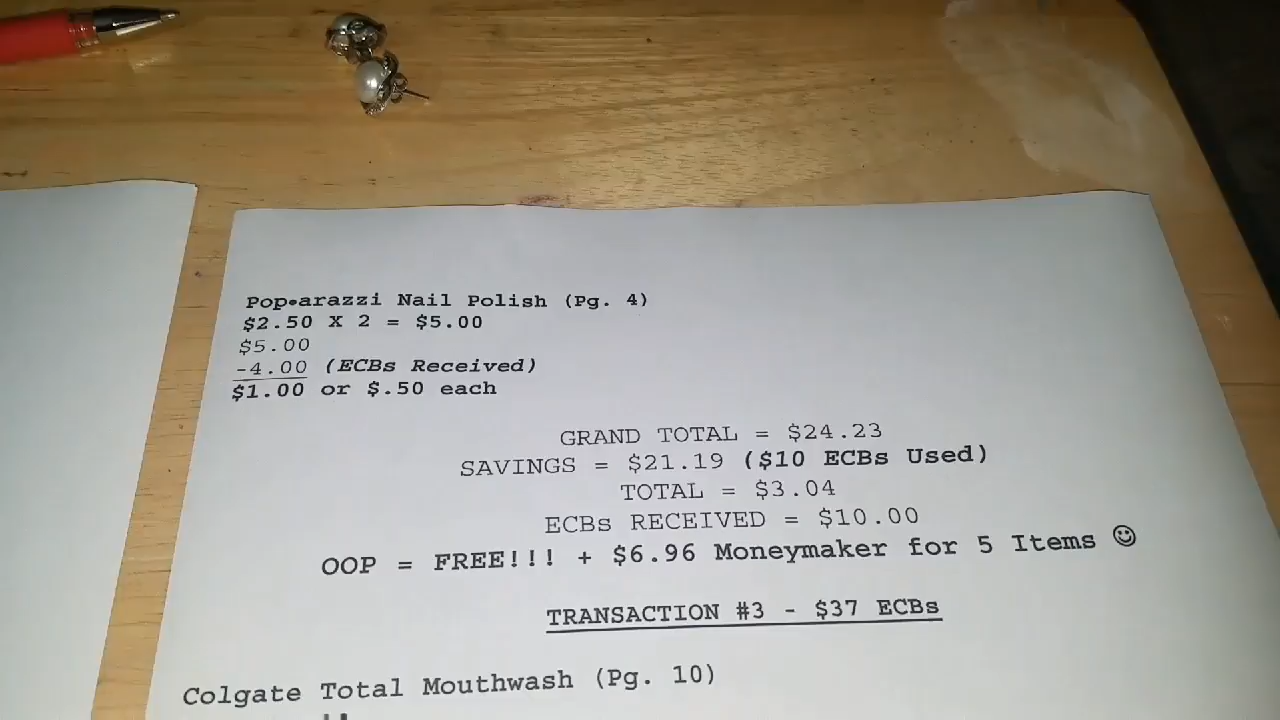 Pop•arazzi Nail Polish (Pg. 4)
$2.50 X 2 = $5.00
$5.00
-4.00 (ECBs Received)
$1.00 or $.50 each
GRAND TOTAL = $24.23
SAVINGS = $21.19 ($10 ECBs Used)
TOTAL = $3.04
ECBs RECEIVED = $10.00
OOP = FREE!!! + $6.96 Moneymaker for 5 Items ☺
TRANSACTION #3 - $37 ECBs
Colgate Total Mouthwash (Pg. 10)